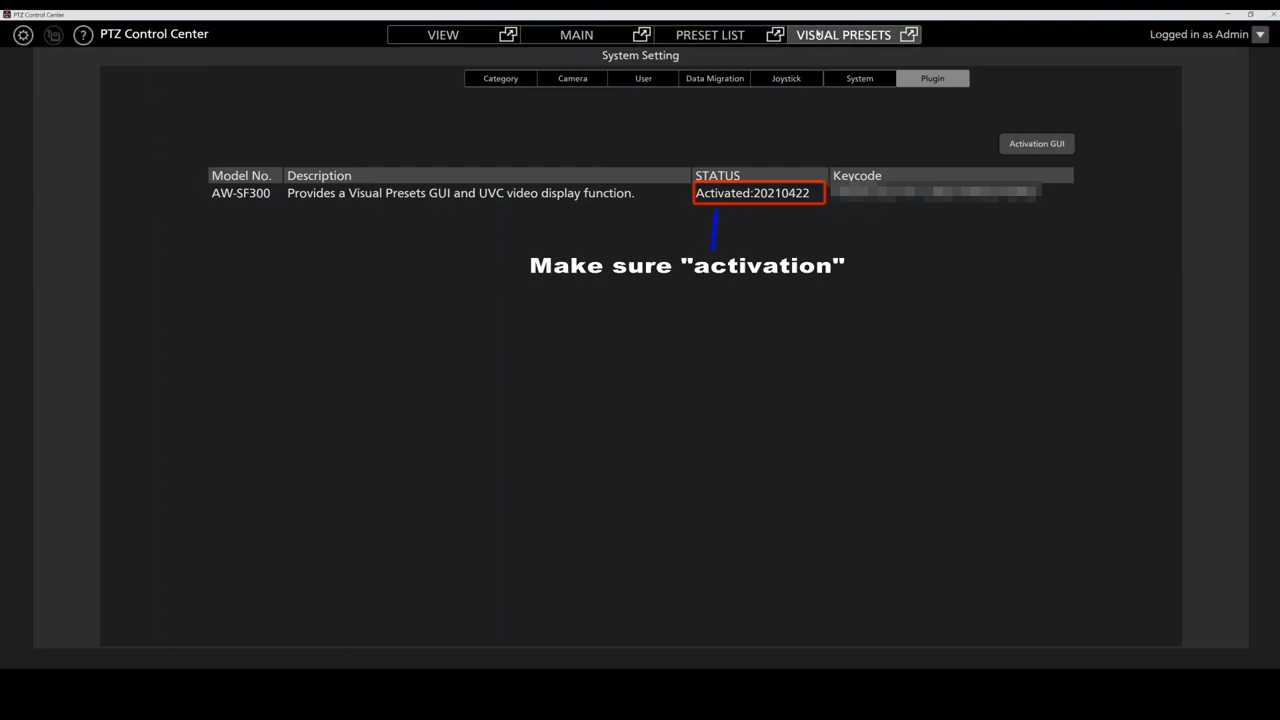 PTZ Control Center
PTZ Control Center
VIEW
MAIN
PRESET LIST
VISUAL PRESETS
Logged in as Admin
System Setting
Category
Camera
User
Data Migration
Joystick
System
Plugin
Activation GUI
Model No. Description STATUS Keycode
AW-SF300 Provides a Visual Presets GUI and UVC video display function. Activated:20210422
Make sure "activation"